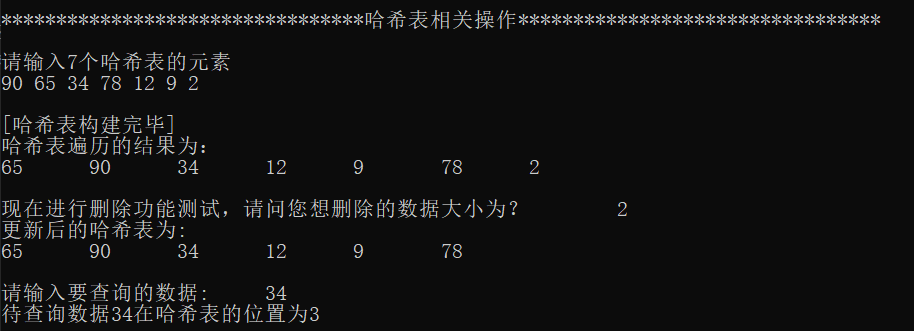 *********************************哈希表相关操作*********************************
请输入7个哈希表的元素
90 65 34 78 12 9 2
[哈希表构建完毕]
哈希表遍历的结果为:
65 90 34 12 9 78 2
现在进行删除功能测试，请问您想删除的数据大小为？ 2
更新后的哈希表为:
65 90 34 12 9 78
请输入要查询的数据: 34
待查询数据34在哈希表的位置为3